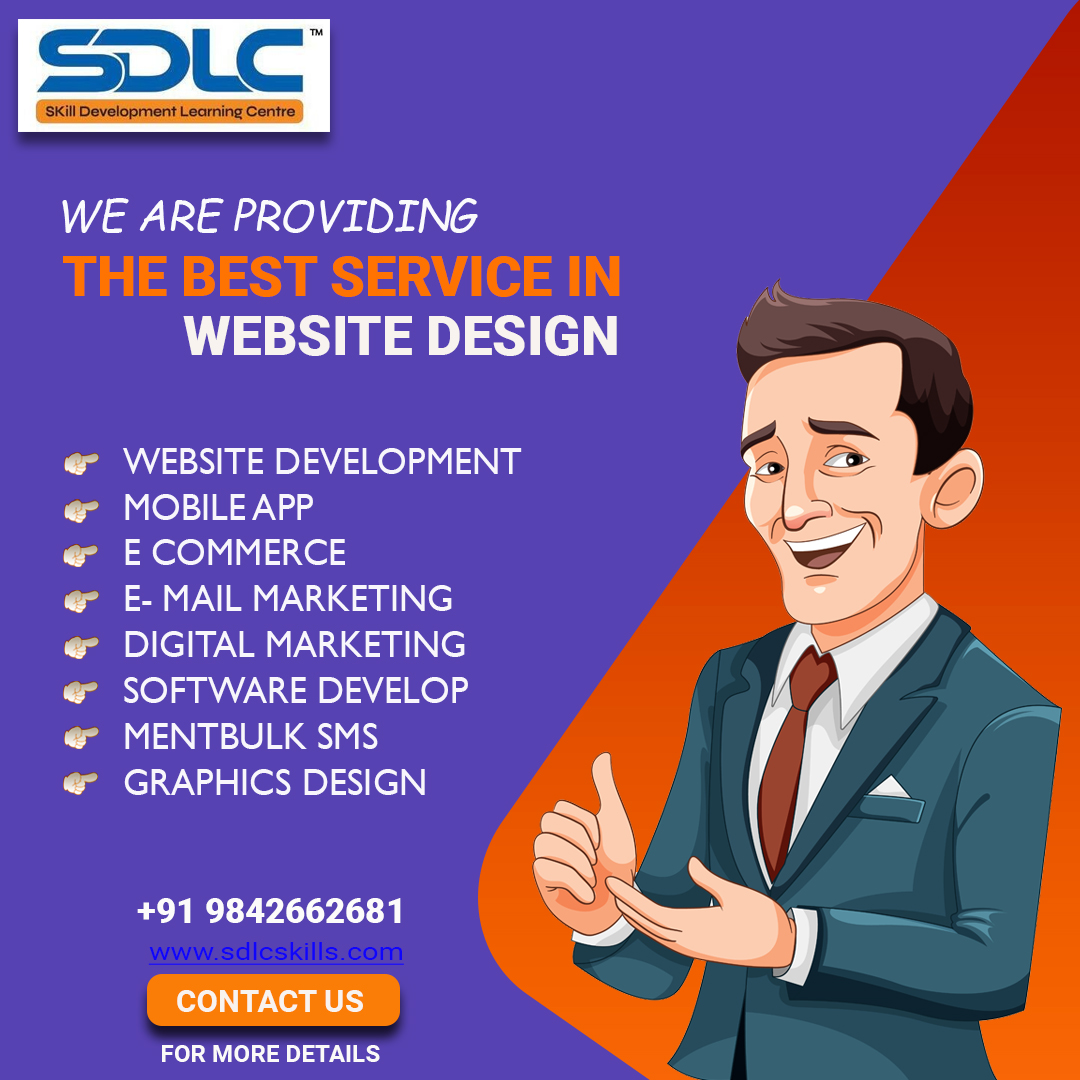 SDLC™
SKill Development Learning Centre
WE ARE PROVIDING
THE BEST SERVICE IN
WEBSITE DESIGN
WEBSITE DEVELOPMENT
MOBILE APP
E COMMERCE
E- MAIL MARKETING
DIGITAL MARKETING
SOFTWARE DEVELOP
MENTBULK SMS
GRAPHICS DESIGN
+91 9842662681
www.sdlcskills.com
CONTACT US
FOR MORE DETAILS